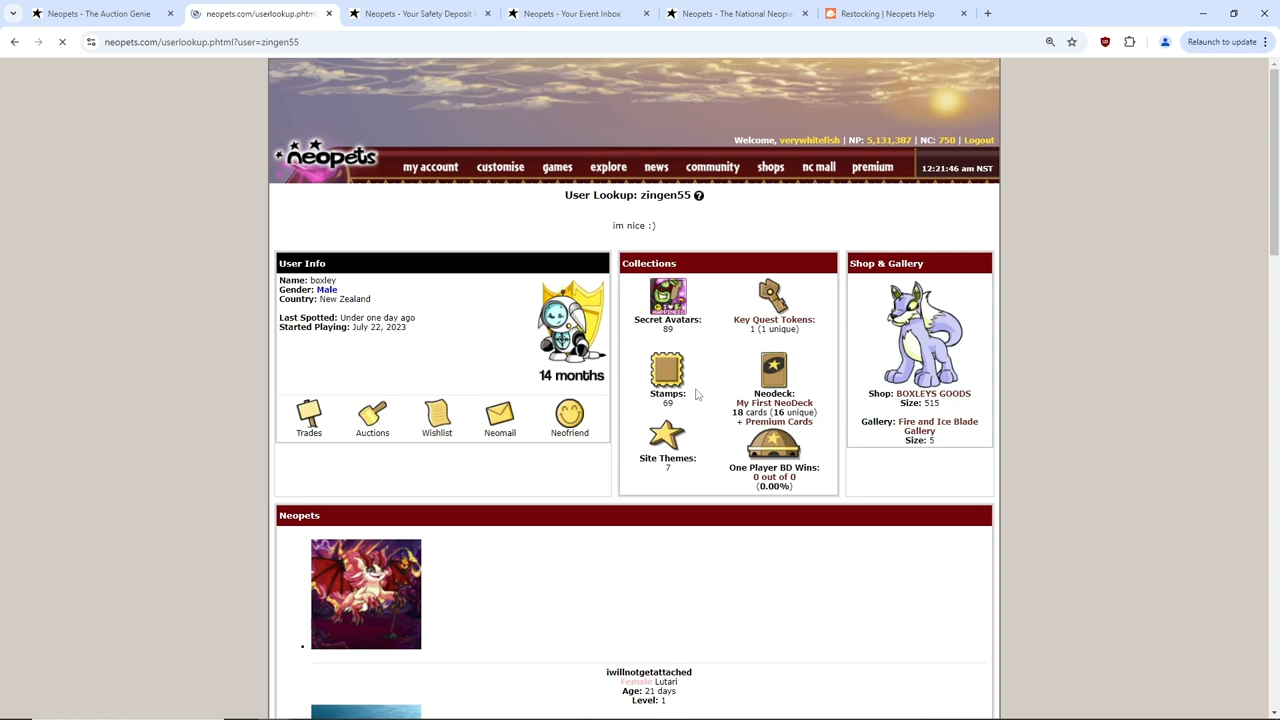 Neopets - The Auction Genie
neopets.com/userlookup.phtml
Neopets - Your Safety Deposit
Neopets - Your Event Inbox
Neopets - The National Neopian
Restocking | Neopets Help
neopets.com/userlookup.phtml?user=zingen55
Relaunch to update
Welcome, verywhitefish | NP: 5,131,387 | NC: 750 | Logout
neopets
my account
customise
games
explore
news
community
shops
nc mall
premium
12:21:46 am NST
User Lookup: zingen55
im nice :)
User Info
Name: boxley
Gender: Male
Country: New Zealand
Last Spotted: Under one day ago
Started Playing: July 22, 2023
14 months
Trades
Auctions
Wishlist
Neomail
Neofriend
Collections
HAPPINESS
Secret Avatars:
89
Key Quest Tokens:
1 (1 unique)
Stamps:
69
Neodeck:
My First NeoDeck
18 cards (16 unique)
+ Premium Cards
Site Themes:
7
One Player BD Wins:
0 out of 0
(0.00%)
Shop & Gallery
Shop: BOXLEYS GOODS
Size: 515
Gallery: Fire and Ice Blade
Gallery
Size: 5
Neopets
iwillnotgetattached
Female Lutari
Age: 21 days
Level: 1